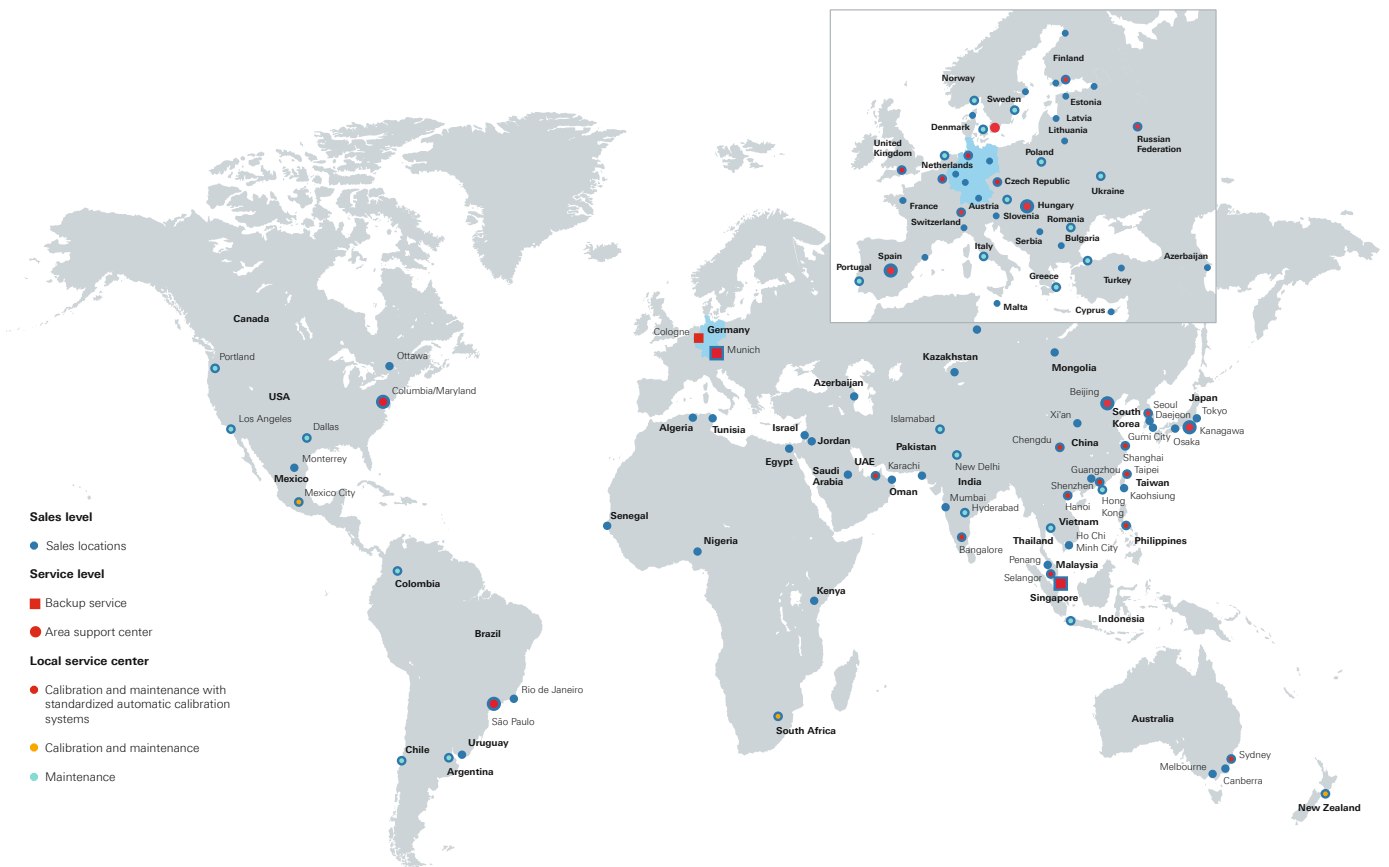 Finland
Norway
Sweden
Estonia
Denmark
Latvia
Lithuania
United
Kingdom
Russian
Federation
Poland
Netherlands
Czech Republic
Ukraine
France
Austria
Hungary
Switzerland
Slovenia
Romania
Serbia
Bulgaria
Italy
Spain
Azerbaijan
Portugal
Greece
Turkey
Malta
Cyprus
Canada
Cologne
Germany
Munich
Portland
Ottawa
Kazakhstan
Mongolia
USA
Columbia/Maryland
Azerbaijan
Beijing
Japan
Los Angeles
Islamabad
Xi'an
South
Korea
Seoul
Daejeon
Tokyo
Dallas
Algeria
Tunisia
Israel
Jordan
Gumi City
Kanagawa
Osaka
Chengdu
China
Pakistan
Egypt
Monterrey
Mexico
UAE
Karachi
New Delhi
Shanghai
Saudi
Arabia
Oman
India
Guangzhou
Taipei
Shenzhen
Taiwan
Mexico City
Mumbai
Hyderabad
Hanoi
Hong
Kong
Kaohsiung
Senegal
Vietnam
Nigeria
Thailand
Ho Chi
Minh City
Philippines
Bangalore
Penang
Malaysia
Selangor
Colombia
Kenya
Singapore
Indonesia
Brazil
Rio de Janeiro
São Paulo
South Africa
Australia
Chile
Uruguay
Argentina
Sydney
Melbourne
Canberra
New Zealand
Sales level
Sales locations
Service level
Backup service
Area support center
Local service center
Calibration and maintenance with
standardized automatic calibration
systems
Calibration and maintenance
Maintenance